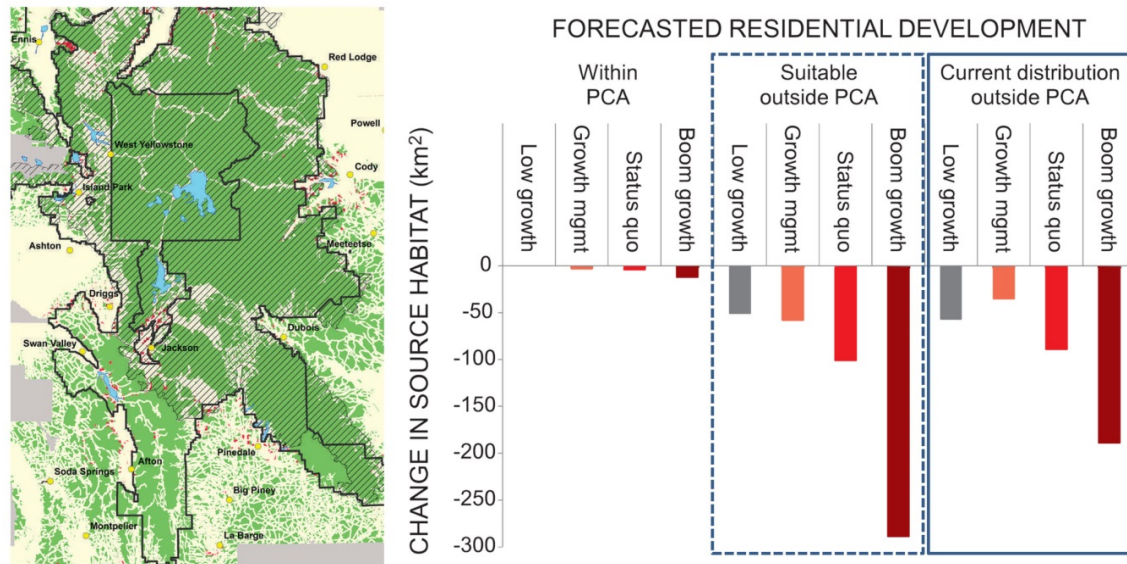 Ennis
Red Lodge
Powell
West Yellowstone
Cody
Island Park
Ashton
Meeteetse
Driggs
Dubois
Swan Valley
Jackson
Pinedale
Soda Springs
Afton
Big Piney
Montpelier
La Barge
FORECASTED RESIDENTIAL DEVELOPMENT
Within
PCA
Suitable
outside PCA
Current distribution
outside PCA
Low growth
Growth mgmt
Status quo
Boom growth
Low growth
Growth mgmt
Status quo
Boom growth
Low growth
Growth mgmt
Status quo
Boom growth
CHANGE IN SOURCE HABITAT (km²)
0
-50
-100
-150
-200
-250
-300